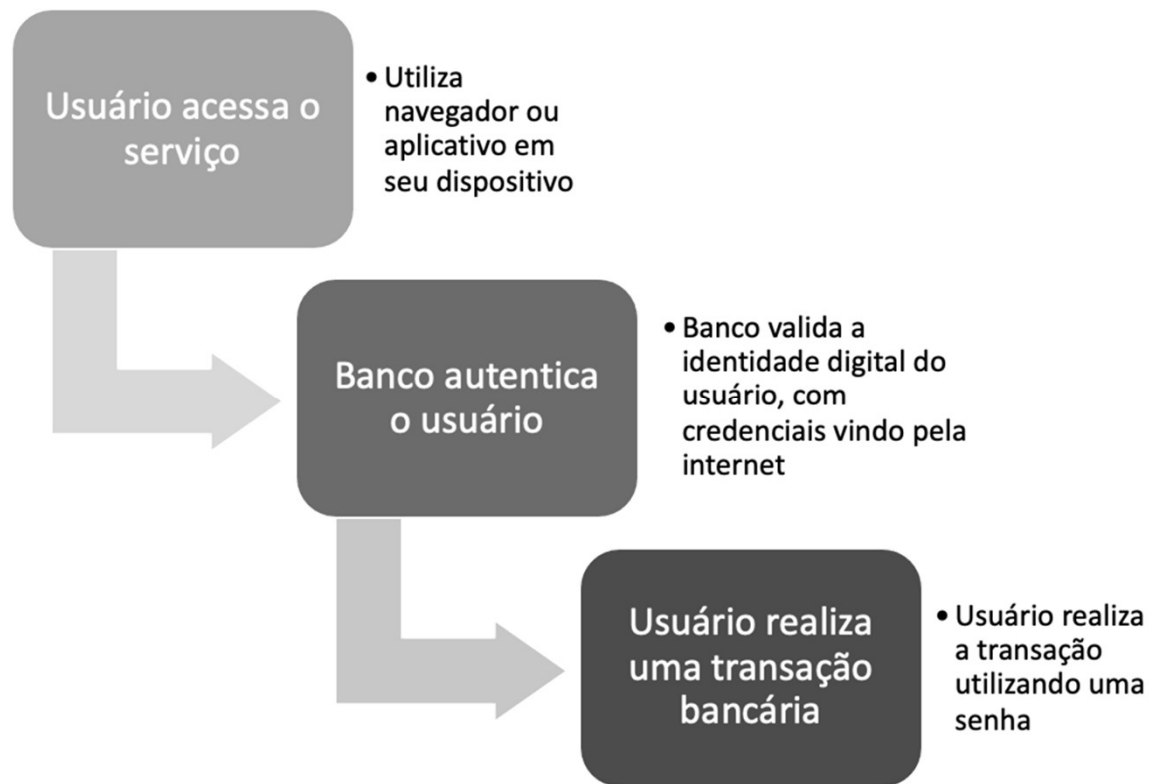 Usuário acessa o
serviço
• Utiliza
navegador ou
aplicativo em
seu dispositivo
Banco autentica
o usuário
• Banco valida a
identidade digital do
usuário, com
credenciais vindo pela
internet
Usuário realiza
uma transação
bancária
• Usuário realiza
a transação
utilizando uma
senha